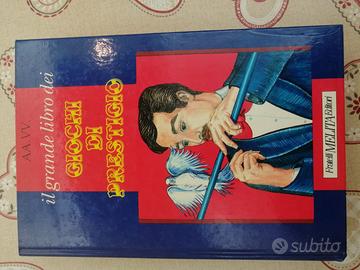 AA.VV.
il grande libro dei
GIOCHI
DI
PRESTIGIO
Fratelli MELITA Editori
subito